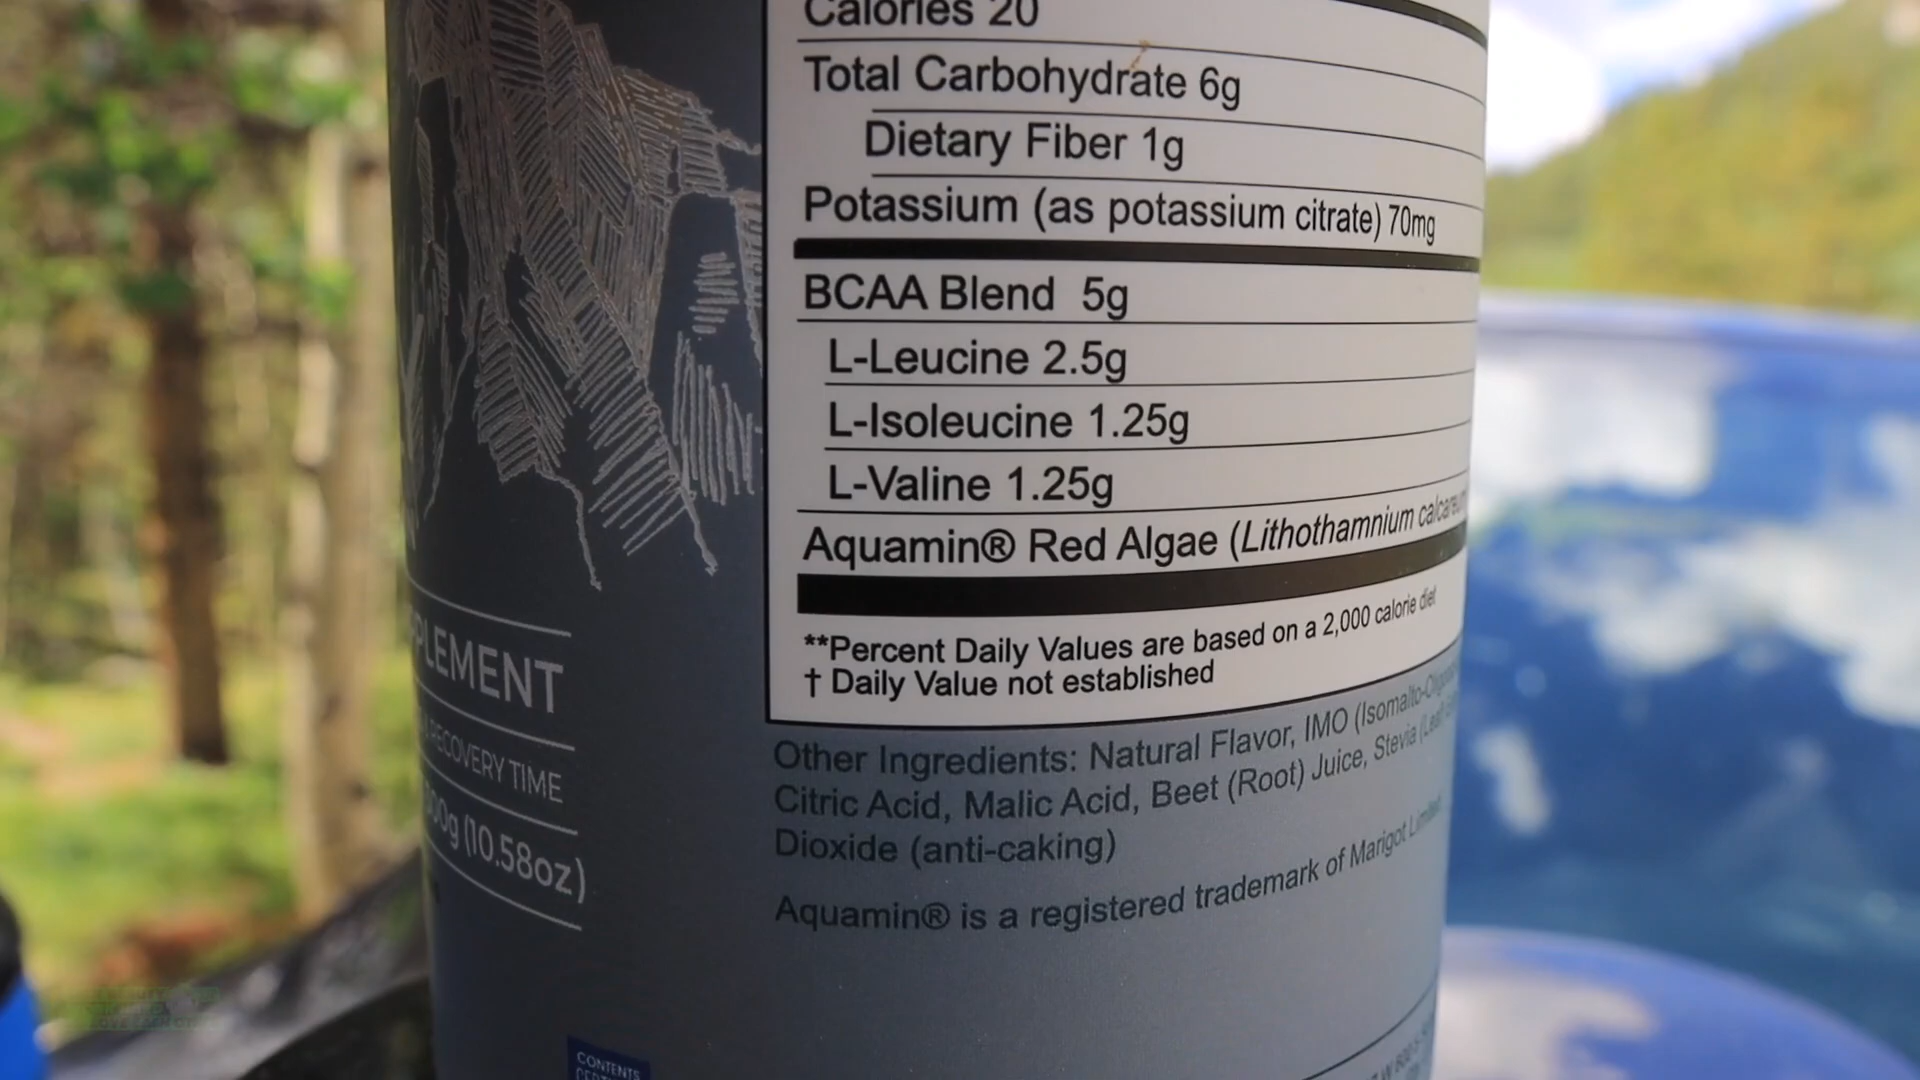 Calories 20
Total Carbohydrate 6g
Dietary Fiber 1g
Potassium (as potassium citrate) 70mg
BCAA Blend 5g
L-Leucine 2.5g
L-Isoleucine 1.25g
L-Valine 1.25g
Aquamin® Red Algae (Lithothamnium
**Percent Daily Values are based on a 2,000 calorie diet
† Daily Value not established
Other Ingredients: Natural Flavor, IMO
Citric Acid, Malic Acid, Beet (Root) Juice, Stevia
Dioxide (anti-caking)
Aquamin® is a registered trademark of Marigot
PLEMENT
RECOVERY TIME
(10.58oz)
CONTENTS